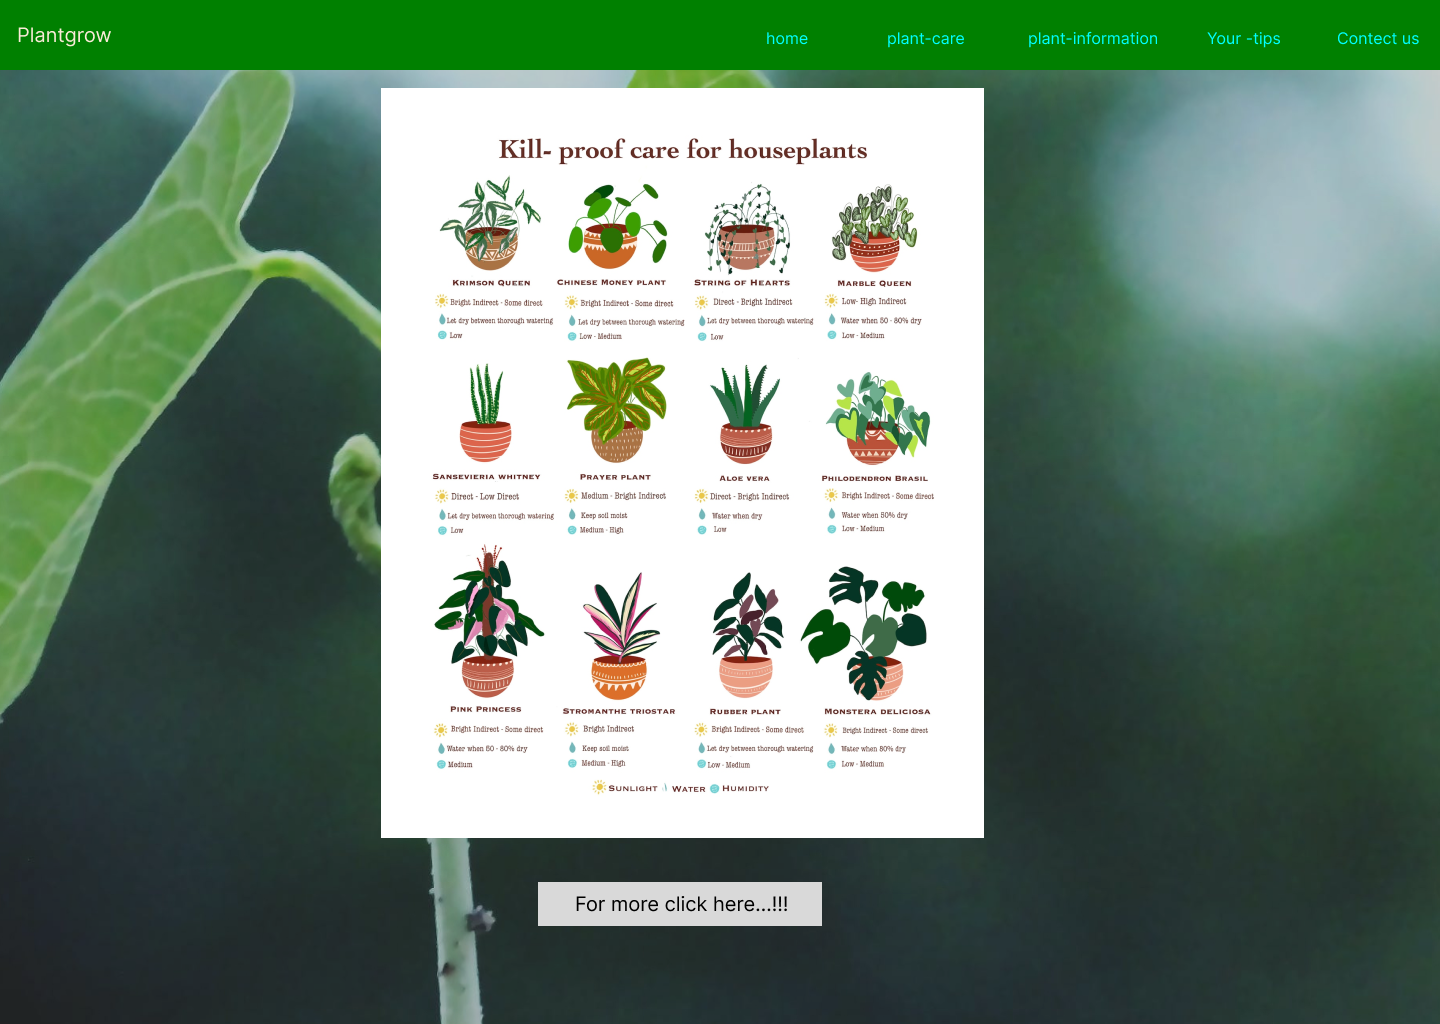 Plantgrow
home plant-care plant-information Your -tips Contect us
Kill- proof care for houseplants
Krimson Queen
Bright Indirect - Some direct
Let dry between thorough watering
Low
Chinese Money plant
Bright Indirect - Some direct
Let dry between thorough watering
Low - Medium
String of Hearts
Direct - Bright Indirect
Let dry between thorough watering
Low
Marble Queen
Low- High Indirect
Water when 50 - 80% dry
Low - Medium
Sansevieria whitney
Direct - Low Direct
Let dry between thorough watering
Low
Prayer plant
Medium - Bright Indirect
Keep soil moist
Medium - High
Aloe vera
Direct - Bright Indirect
Water when dry
Low
Philodendron Brasil
Bright Indirect - Some direct
Water when 50% dry
Low - Medium
Pink Princess
Bright Indirect - Some direct
Water when 50 - 80% dry
Medium
Stromanthe triostar
Bright Indirect
Keep soil moist
Medium - High
Rubber plant
Bright Indirect - Some direct
Let dry between thorough watering
Low - Medium
Monstera deliciosa
Bright Indirect - Some direct
Water when 80% dry
Low - Medium
Sunlight Water Humidity
For more click here...!!!